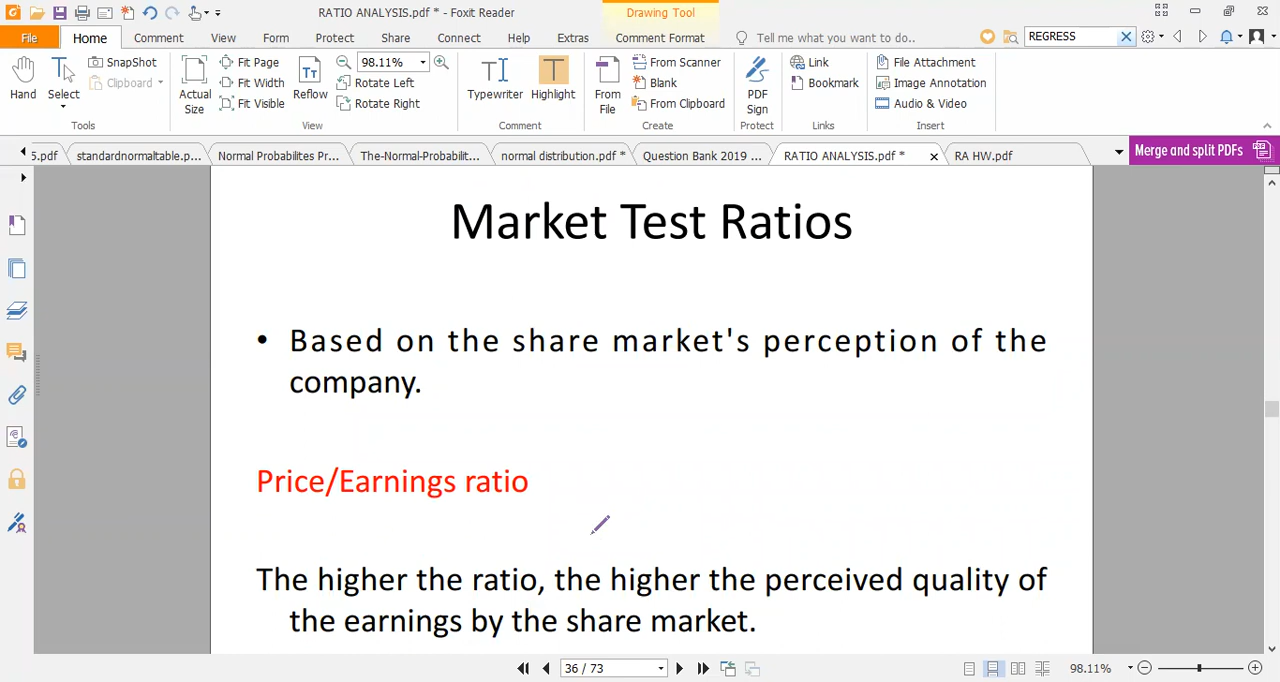 RATIO ANALYSIS.pdf * - Foxit Reader
Drawing Tool
File Home Comment View Form Protect Share Connect Help Extras Comment Format Tell me what you want to do.. REGRESS
Hand
Select
SnapShot
Clipboard
Tools
Actual Size
Fit Page
Fit Width
Fit Visible
Reflow
98.11%
Rotate Left
Rotate Right
View
Typewriter
Highlight
Comment
From File
From Scanner
Blank
From Clipboard
Create
PDF Sign
Protect
Link
Bookmark
Links
File Attachment
Image Annotation
Audio & Video
Insert
5.pdf standardnormaltable.p... Normal Probabilites Pr... The-Normal-Probabilit... normal distribution.pdf * Question Bank 2019 ... RATIO ANALYSIS.pdf * RA HW.pdf Merge and split PDFs
Market Test Ratios
• Based on the share market's perception of the
company.
Price/Earnings ratio
The higher the ratio, the higher the perceived quality of
the earnings by the share market.
36 / 73
98.11%